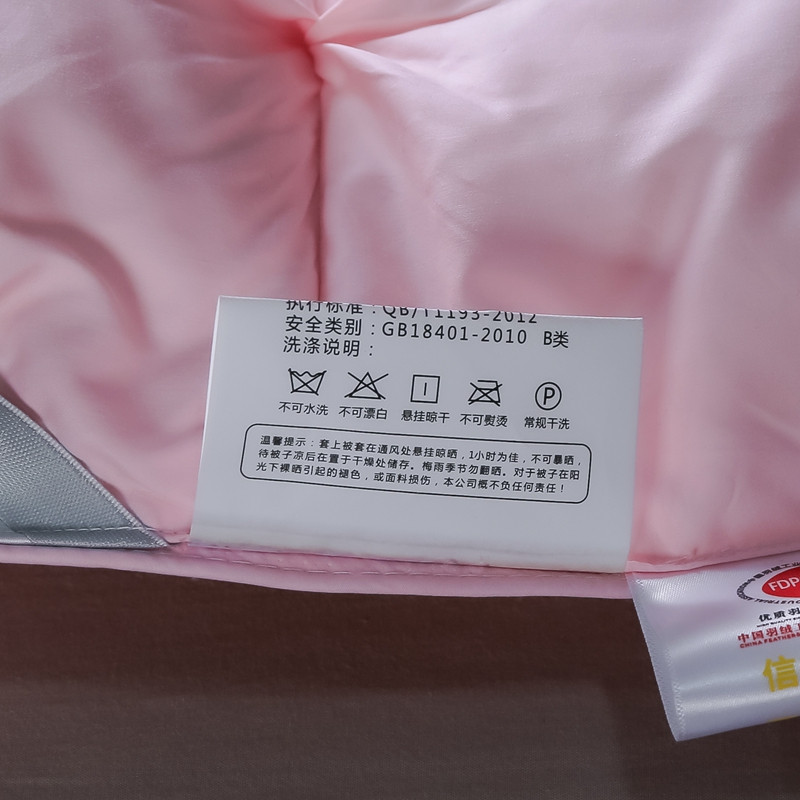 执行标准：QB/T1193-2012
安全类别：GB18401-2010 B类
洗涤说明：
P
不可水洗 不可漂白 悬挂晾干 不可熨烫 常规干洗
温馨提示：套上被套在通风处悬挂晾晒，1小时为佳，不可暴晒，
待被子凉后在置于干燥处储存。梅雨季节勿翻晒。对于被子在阳
光下裸晒引起的褪色，或面料损伤，本公司概不负任何责任！
FDP
优质羽
中国羽绒
CHINA FEATHER
信